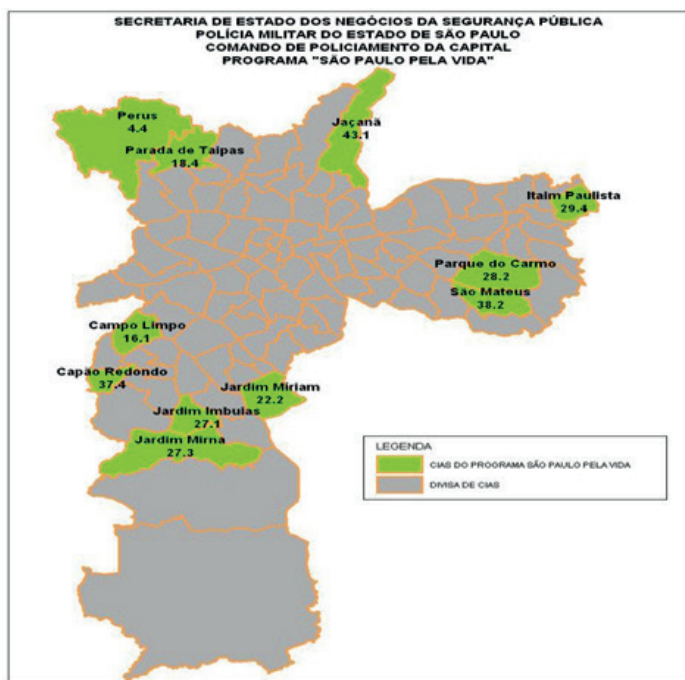 SECRETARIA DE ESTADO DOS NEGÓCIOS DA SEGURANÇA PÚBLICA
POLÍCIA MILITAR DO ESTADO DE SÃO PAULO
COMANDO DE POLICIAMENTO DA CAPITAL
PROGRAMA "SÃO PAULO PELA VIDA"
Perus
4.4
Jaçanã
43.1
Parada de Taipas
18.4
Itaim Paulista
29.4
Parque do Carmo
28.2
São Mateus
38.2
Campo Limpo
16.1
Capão Redondo
37.4
Jardim Miriam
22.2
Jardim Imbuias
27.1
Jardim Mirna
27.3
LEGENDA
CIAS DO PROGRAMA SÃO PAULO PELA VIDA
DIVISA DE CIAS